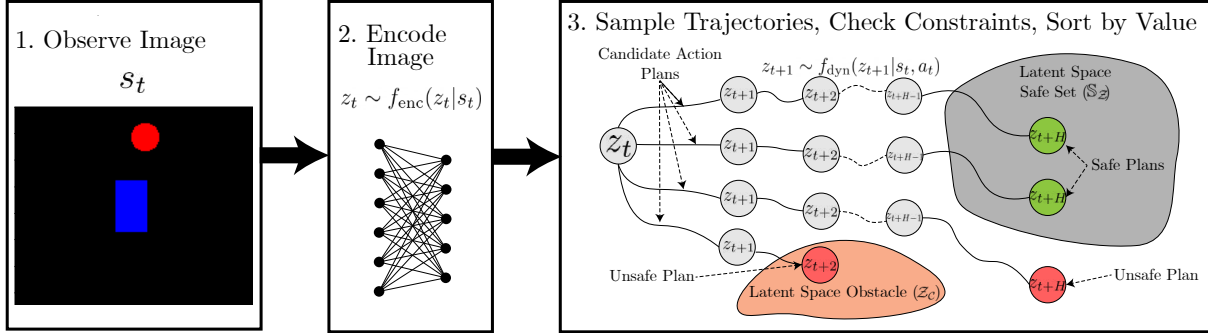 1. Observe Image
s_t
2. Encode
Image
z_t ∼ f_enc(z_t|s_t)
3. Sample Trajectories, Check Constraints, Sort by Value
Candidate Action
Plans
z_{t+1} ∼ f_dyn(z_{t+1}|s_t, a_t)
Latent Space
Safe Set (𝕊_𝒵)
z_t
z_{t+1}
z_{t+2}
z_{t+H−1}
z_{t+H}
z_{t+1}
z_{t+2}
z_{t+H−1}
Safe Plans
z_{t+1}
z_{t+2}
z_{t+H−1}
z_{t+H}
z_{t+1}
z_{t+2}
Unsafe Plan
z_{t+H}
Unsafe Plan
Latent Space Obstacle (𝒵_𝒞)